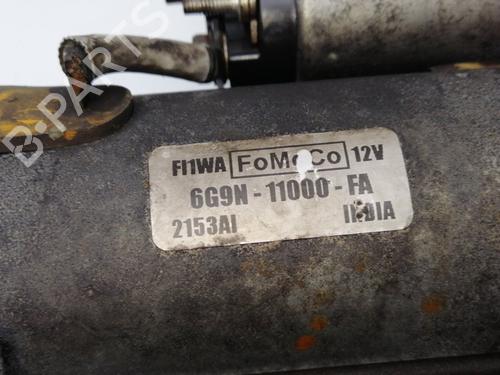 B-PARTS
FI1WA FoMoCo 12V
6G9N - 11000 - FA
2153AI INDIA